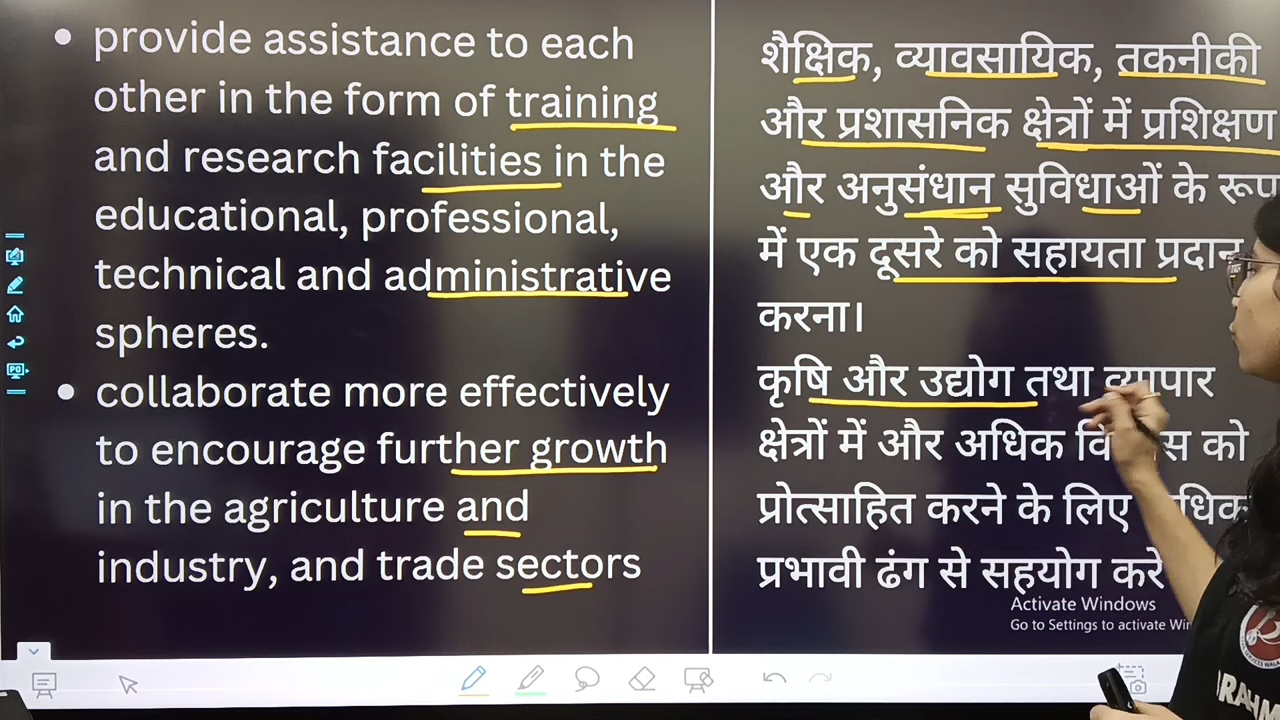 provide assistance to each
other in the form of training
and research facilities in the
educational, professional,
technical and administrative
spheres.
collaborate more effectively
to encourage further growth
in the agriculture and
industry, and trade sectors
शैक्षिक, व्यावसायिक, तकनीकी
और प्रशासनिक क्षेत्रों में प्रशिक्षण
और अनुसंधान सुविधाओं के रूप
में एक दूसरे को सहायता प्रदान
करना।
कृषि और उद्योग तथा व्यापार
क्षेत्रों में और अधिक को
प्रोत्साहित करने के लिए
प्रभावी ढंग से सहयोग करे
Activate Windows
Go to Settings to activate